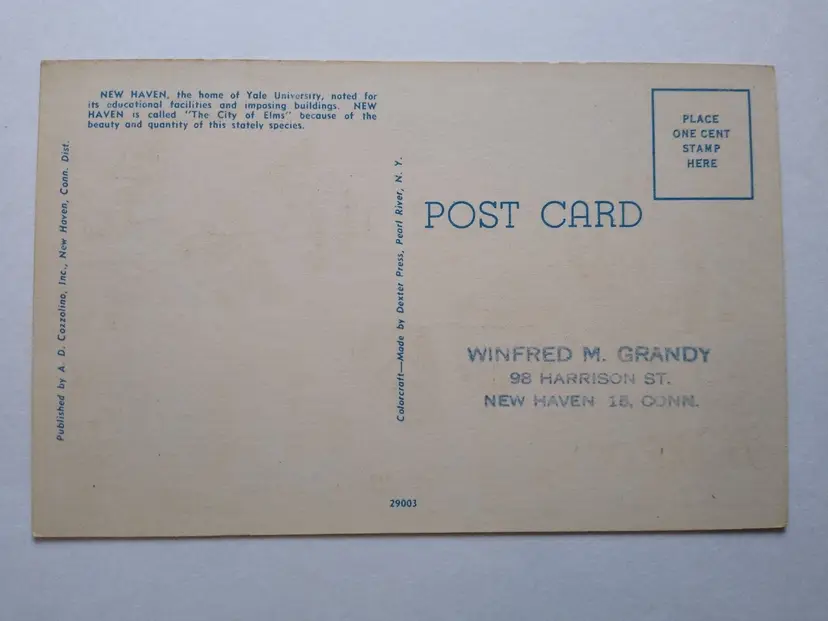 NEW HAVEN, the home of Yale University, noted for
its educational facilities and imposing buildings. NEW
HAVEN is called "The City of Elms" because of the
beauty and quantity of this stately species.
Published by A. D. Cozzolino, Inc., New Haven, Conn. Dist.
Colorcraft—Made by Dexter Press, Pearl River, N. Y.
PLACE
ONE CENT
STAMP
HERE
POST CARD
WINFRED M. GRANDY
98 HARRISON ST.
NEW HAVEN 15, CONN.
29003